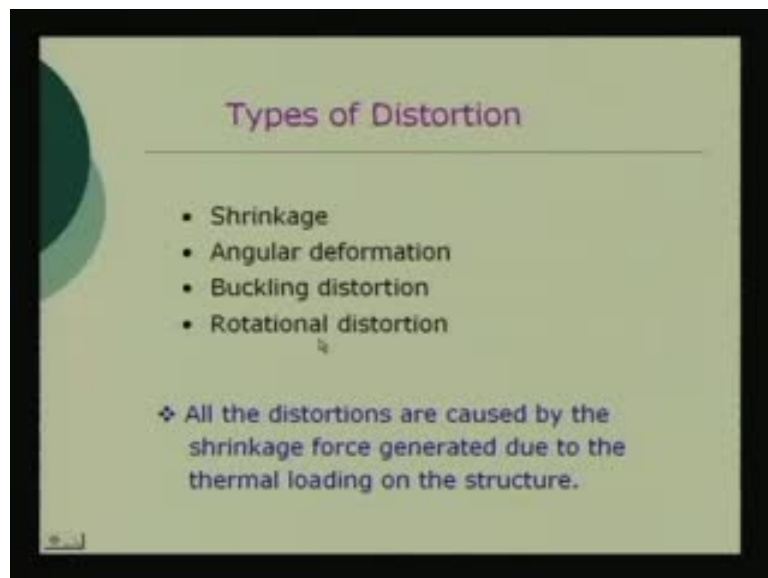 Types of Distortion
• Shrinkage
• Angular deformation
• Buckling distortion
• Rotational distortion
❖ All the distortions are caused by the
shrinkage force generated due to the
thermal loading on the structure.